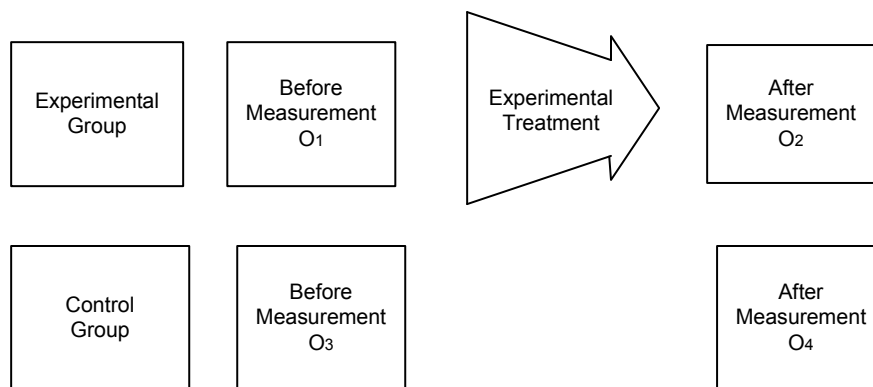 Experimental
Group
Before
Measurement
O1
Experimental
Treatment
After
Measurement
O2
Control
Group
Before
Measurement
O3
After
Measurement
O4